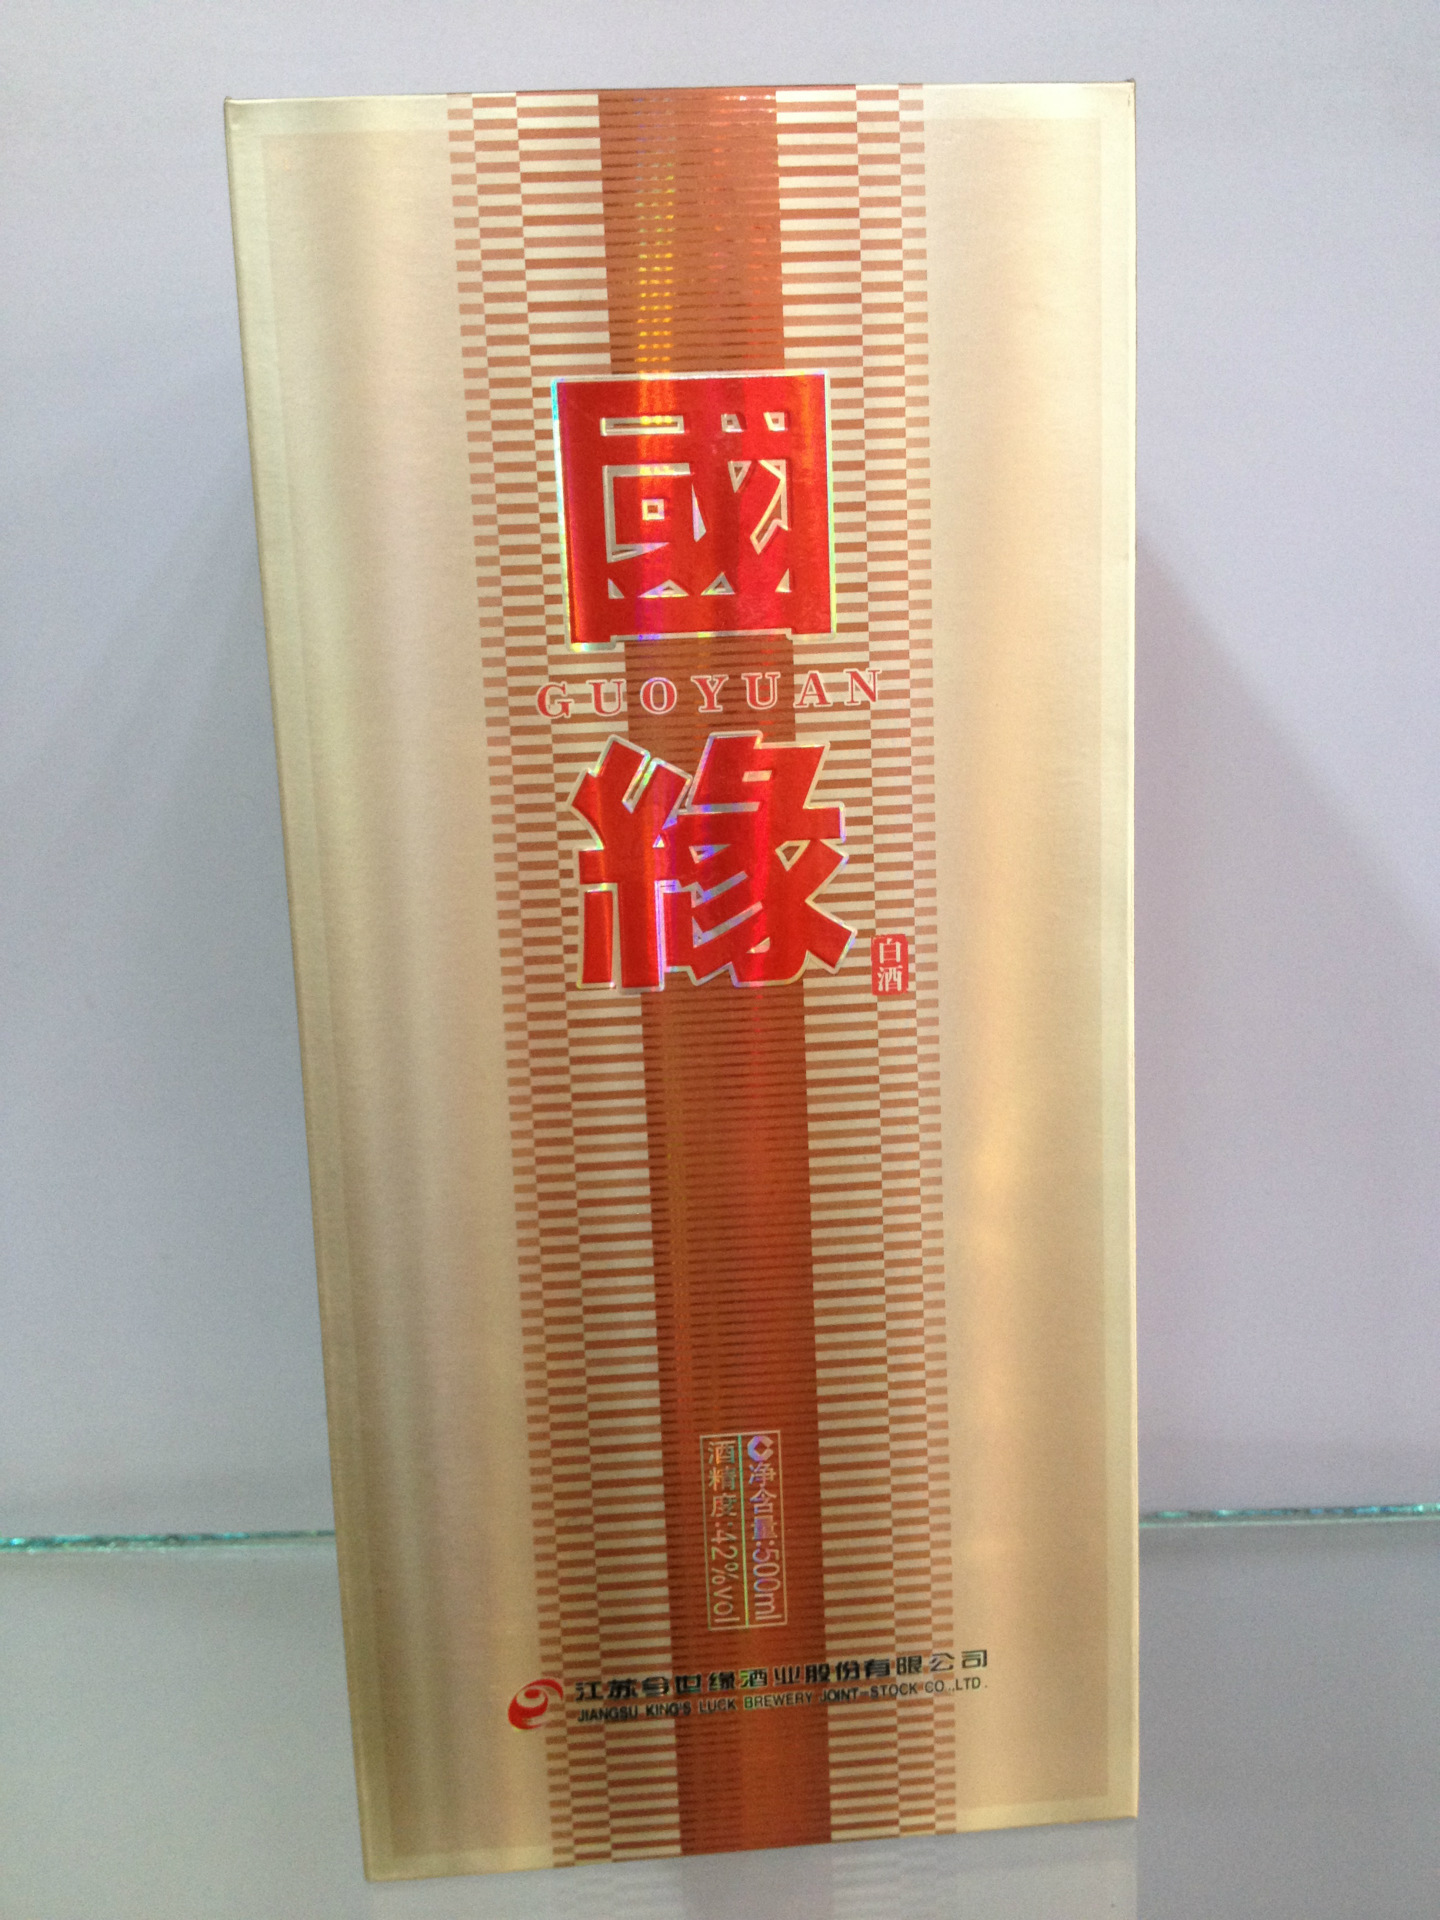 國
GUOYUAN
緣
白酒
净含量:500ml
酒精度:42%vol
江苏今世缘酒业股份有限公司
JIANGSU KING'S LUCK BREWERY JOINT-STOCK CO.,LTD.